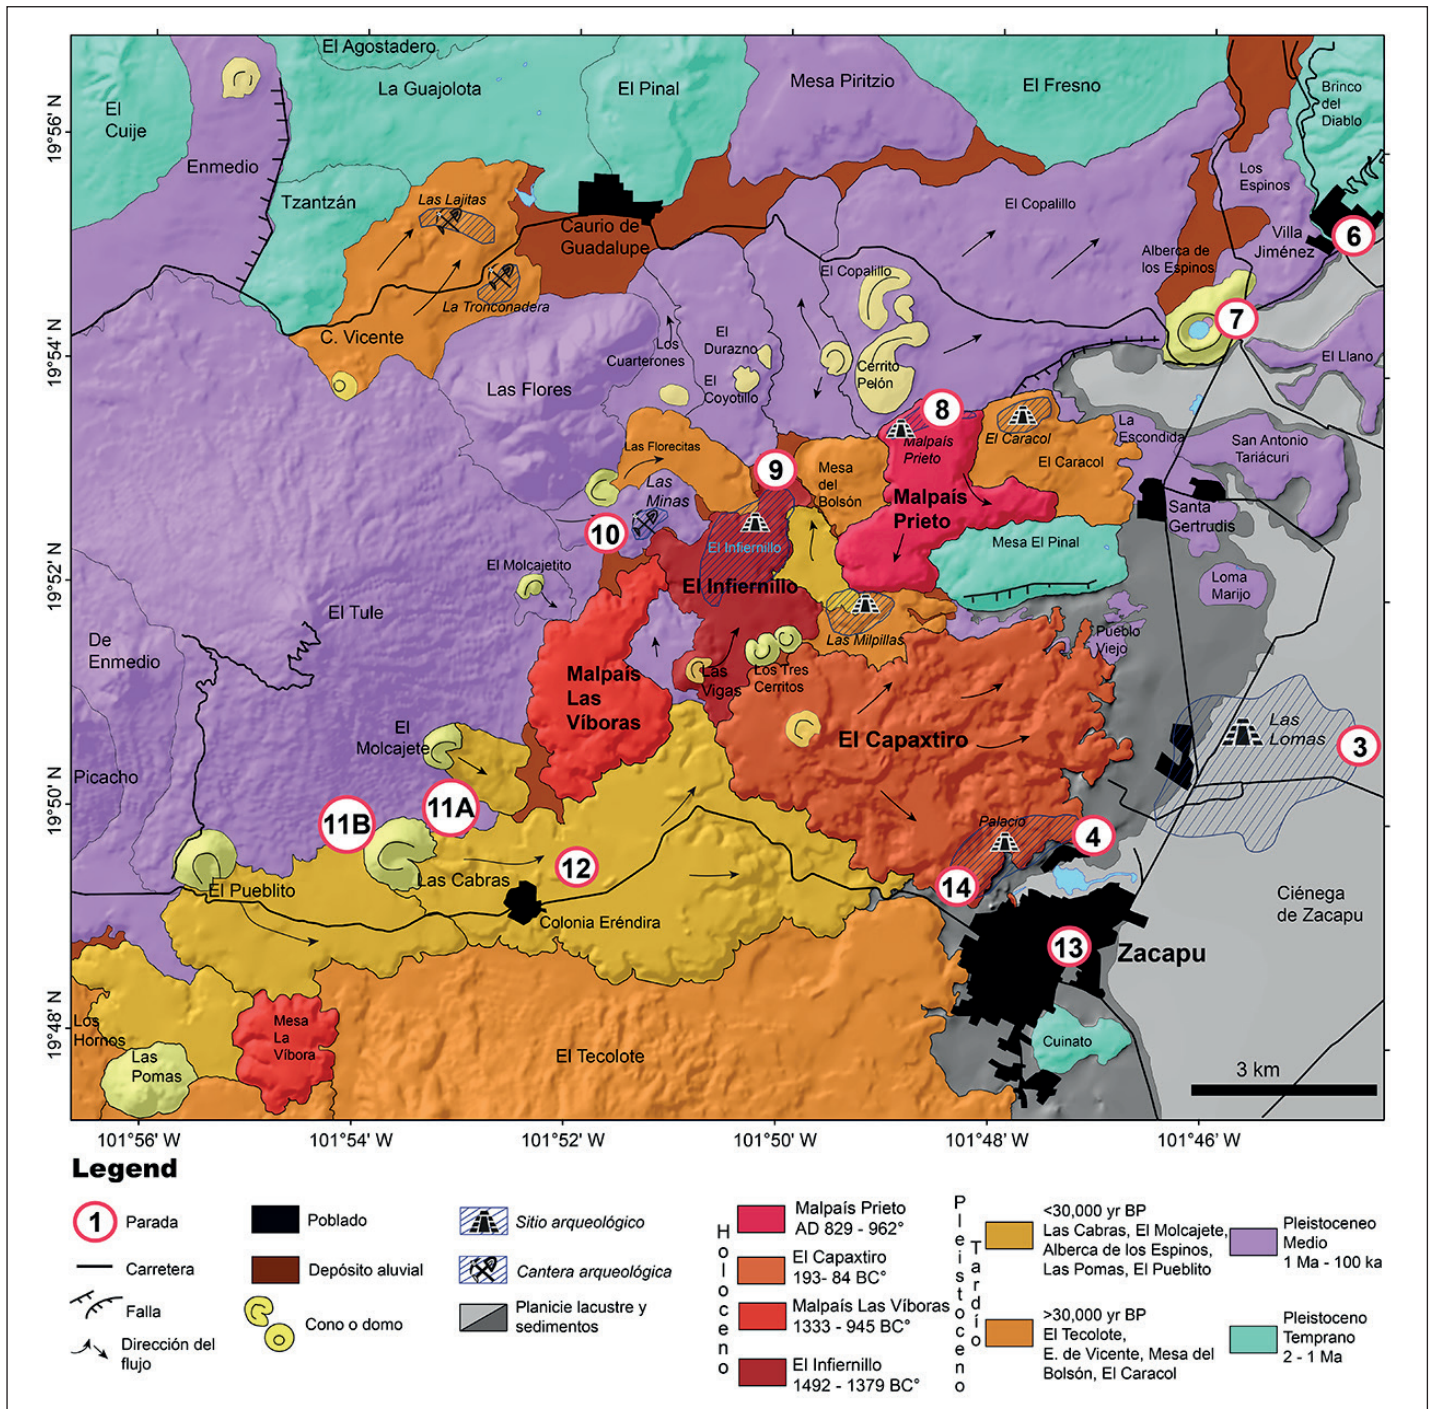 El Agostadero
La Guajolota
El Pinal
Mesa Piritzio
El Fresno
Brinco
del
Diablo
El
Cuije
19°56' N
Enmedio
Los
Espinos
Tzantzán
Las Lajitas
El Copalillo
Caurio de
Guadalupe
Villa
Jiménez
6
Alberca de
los Espinos
El Copalillo
La Tronconadera
7
C. Vicente
19°54' N
Los
Cuarterones
El
Durazno
El
Coyotillo
Cerrito
Pelón
El Llano
Las Flores
8
Malpaís
Prieto
El Caracol
La
Escondida
San Antonio
Tariácuri
Las Florecitas
9
Mesa
del
Bolsón
El Caracol
Las
Minas
Malpaís
Prieto
Santa
Gertrudis
10
El Infiernillo
Mesa El Pinal
19°52' N
El Molcajetito
El Infiernillo
Loma
Marijo
El Tule
De
Enmedio
Las Milpillas
Pueblo
Viejo
Malpaís
Las
Víboras
Las
Vigas
Los Tres
Cerritos
El
Molcajete
El Capaxtiro
Las
Lomas
3
Picacho
19°50' N
11A
11B
Palacio
4
12
Las Cabras
14
El Pueblito
Ciénega
de Zacapu
Colonia Eréndira
13
Zacapu
19°48' N
Los
Hornos
Mesa
La
Víbora
Las
Pomas
El Tecolote
Cuinato
3 km
101°56' W
101°54' W
101°52' W
101°50' W
101°48' W
101°46' W
Legend
1
Parada
Carretera
Falla
Dirección del
flujo
Poblado
Depósito aluvial
Cono o domo
Sitio arqueológico
Cantera arqueológica
Planicie lacustre y
sedimentos
Holoceno
Malpaís Prieto
AD 829 - 962°
El Capaxtiro
193- 84 BC°
Malpaís Las Víboras
1333 - 945 BC°
El Infiernillo
1492 - 1379 BC°
Pleistoceno
Tardío
<30,000 yr BP
Las Cabras, El Molcajete,
Alberca de los Espinos,
Las Pomas, El Pueblito
>30,000 yr BP
El Tecolote,
E. de Vicente, Mesa del
Bolsón, El Caracol
Pleistoceneo
Medio
1 Ma - 100 ka
Pleistoceno
Temprano
2 - 1 Ma